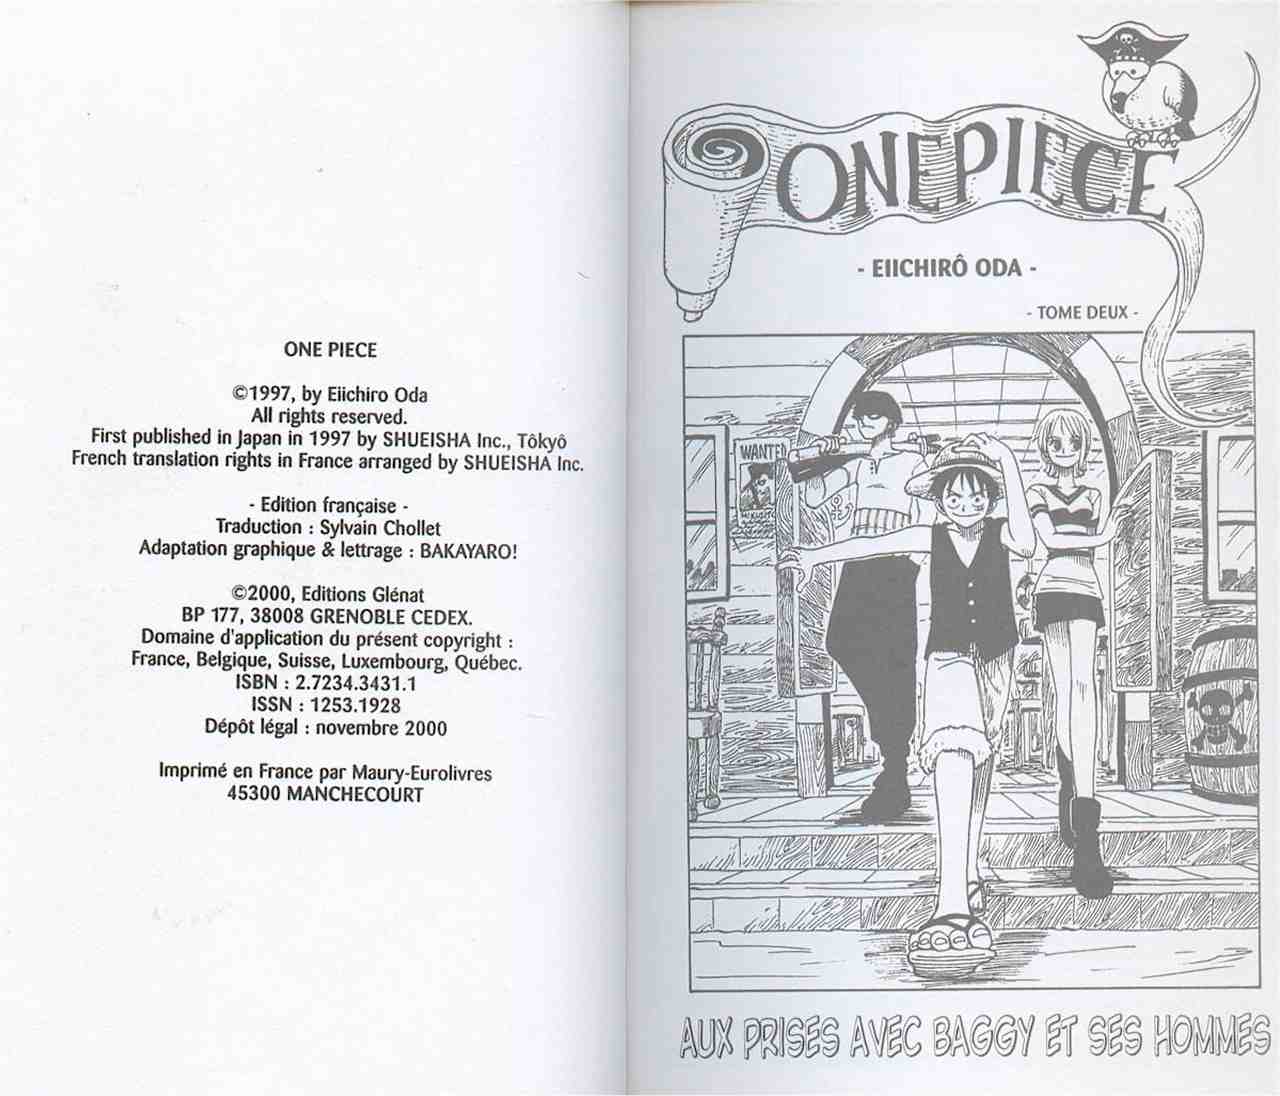 ONE PIECE
©1997, by Eiichiro Oda
All rights reserved.
First published in Japan in 1997 by SHUEISHA Inc., Tôkyô
French translation rights in France arranged by SHUEISHA Inc.
- Edition française -
Traduction : Sylvain Chollet
Adaptation graphique & lettrage : BAKAYARO!
©2000, Editions Glénat
BP 177, 38008 GRENOBLE CEDEX.
Domaine d'application du présent copyright :
France, Belgique, Suisse, Luxembourg, Québec.
ISBN : 2.7234.3431.1
ISSN : 1253.1928
Dépôt légal : novembre 2000
Imprimé en France par Maury-Eurolivres
45300 MANCHECOURT
ONE PIECE
- EIICHIRÔ ODA -
- TOME DEUX -
WANTED
AUX PRISES AVEC BAGGY ET SES HOMMES